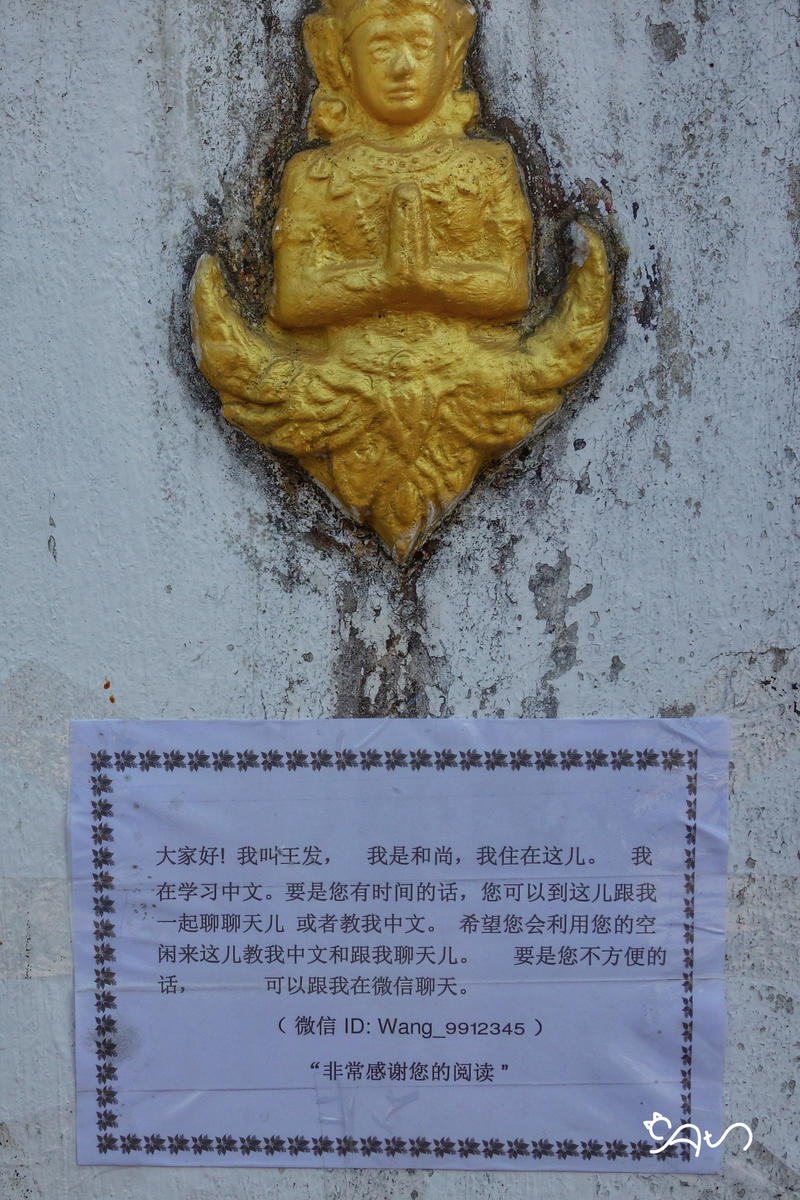 大家好! 我叫王发， 我是和尚，我住在这儿。 我
在学习中文。要是您有时间的话，您可以到这儿跟我
一起聊聊天儿 或者教我中文。 希望您会利用您的空
闲来这儿教我中文和跟我聊天儿。 要是您不方便的
话， 可以跟我在微信聊天。
（ 微信 ID: Wang_9912345 ）
“非常感谢您的阅读 ”